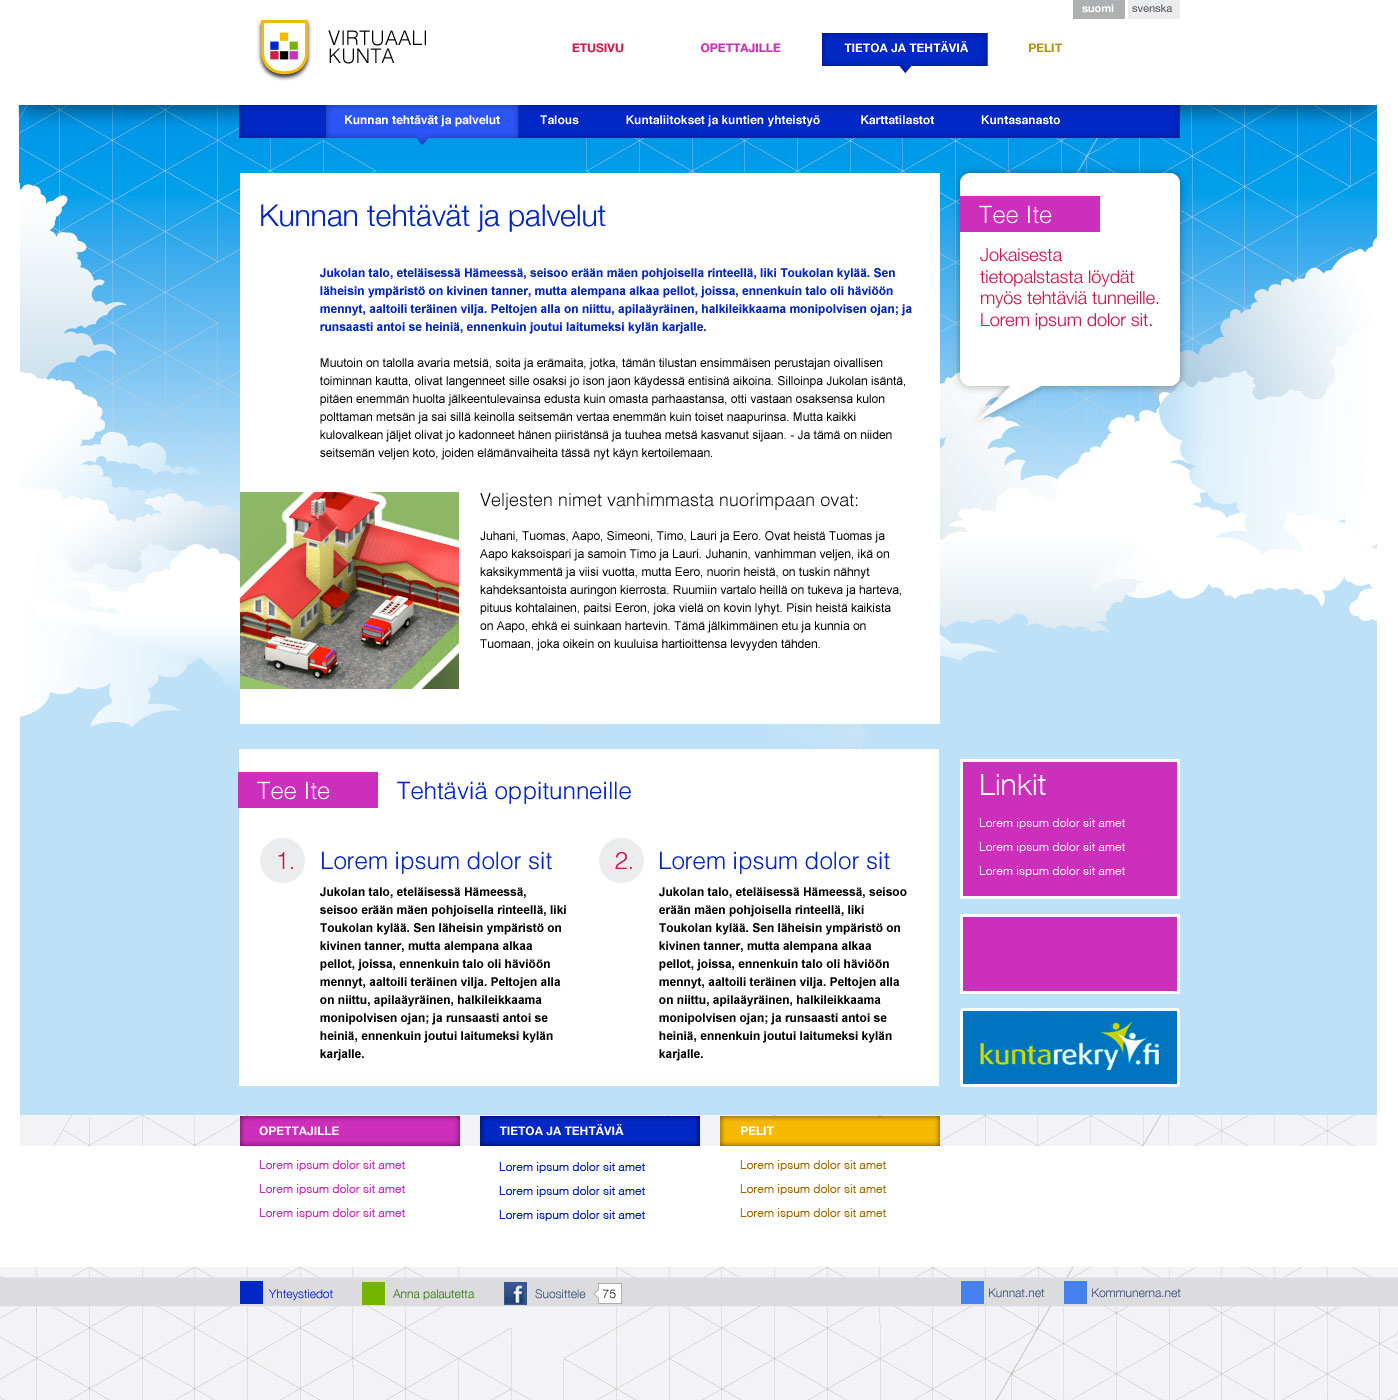 suomi svenska
VIRTUAALI
KUNTA
ETUSIVU OPETTAJILLE TIETOA JA TEHTÄVIÄ PELIT
Kunnan tehtävät ja palvelut Talous Kuntaliitokset ja kuntien yhteistyö Karttatilastot Kuntasanasto
Kunnan tehtävät ja palvelut
Jukolan talo, eteläisessä Hämeessä, seisoo erään mäen pohjoisella rinteellä, liki Toukolan kylää. Sen
läheisin ympäristö on kivinen tanner, mutta alempana alkaa pellot, joissa, ennenkuin talo oli häviöön
mennyt, aaltoili teräinen vilja. Peltojen alla on niittu, apilaäyräinen, halkileikkaama monipolvisen ojan; ja
runsaasti antoi se heiniä, ennenkuin joutui laitumeksi kylän karjalle.
Muutoin on talolla avaria metsiä, soita ja erämaita, jotka, tämän tilustan ensimmäisen perustajan oivallisen
toiminnan kautta, olivat langenneet sille osaksi jo ison jaon käydessä entisinä aikoina. Silloinpa Jukolan isäntä,
pitäen enemmän huolta jälkeentulevainsa edusta kuin omasta parhaastansa, otti vastaan osaksensa kulon
polttaman metsän ja sai sillä keinolla seitsemän vertaa enemmän kuin toiset naapurinsa. Mutta kaikki
kulovalkean jäljet olivat jo kadonneet hänen piiristänsä ja tuuhea metsä kasvanut sijaan. - Ja tämä on niiden
seitsemän veljen koto, joiden elämänvaiheita tässä nyt käyn kertoilemaan.
Veljesten nimet vanhimmasta nuorimpaan ovat:
Juhani, Tuomas, Aapo, Simeoni, Timo, Lauri ja Eero. Ovat heistä Tuomas ja
Aapo kaksoispari ja samoin Timo ja Lauri. Juhanin, vanhimman veljen, ikä on
kaksikymmentä ja viisi vuotta, mutta Eero, nuorin heistä, on tuskin nähnyt
kahdeksantoista auringon kierrosta. Ruumiin vartalo heillä on tukeva ja harteva,
pituus kohtalainen, paitsi Eeron, joka vielä on kovin lyhyt. Pisin heistä kaikista
on Aapo, ehkä ei suinkaan hartevin. Tämä jälkimmäinen etu ja kunnia on
Tuomaan, joka oikein on kuuluisa hartioittensa levyyden tähden.
Tee Ite
Jokaisesta
tietopalstasta löydät
myös tehtäviä tunneille.
Lorem ipsum dolor sit.
Tee Ite Tehtäviä oppitunneille
1. Lorem ipsum dolor sit
Jukolan talo, eteläisessä Hämeessä,
seisoo erään mäen pohjoisella rinteellä, liki
Toukolan kylää. Sen läheisin ympäristö on
kivinen tanner, mutta alempana alkaa
pellot, joissa, ennenkuin talo oli häviöön
mennyt, aaltoili teräinen vilja. Peltojen alla
on niittu, apilaäyräinen, halkileikkaama
monipolvisen ojan; ja runsaasti antoi se
heiniä, ennenkuin joutui laitumeksi kylän
karjalle.
2. Lorem ipsum dolor sit
Jukolan talo, eteläisessä Hämeessä, seisoo
erään mäen pohjoisella rinteellä, liki
Toukolan kylää. Sen läheisin ympäristö on
kivinen tanner, mutta alempana alkaa
pellot, joissa, ennenkuin talo oli häviöön
mennyt, aaltoili teräinen vilja. Peltojen alla
on niittu, apilaäyräinen, halkileikkaama
monipolvisen ojan; ja runsaasti antoi se
heiniä, ennenkuin joutui laitumeksi kylän
karjalle.
Linkit
Lorem ipsum dolor sit amet
Lorem ipsum dolor sit amet
Lorem ispum dolor sit amet
kuntarekry.fi
OPETTAJILLE
Lorem ipsum dolor sit amet
Lorem ipsum dolor sit amet
Lorem ispum dolor sit amet
TIETOA JA TEHTÄVIÄ
Lorem ipsum dolor sit amet
Lorem ipsum dolor sit amet
Lorem ispum dolor sit amet
PELIT
Lorem ipsum dolor sit amet
Lorem ipsum dolor sit amet
Lorem ispum dolor sit amet
Yhteystiedot Anna palautetta f Suosittele 75 Kunnat.net Kommunerna.net